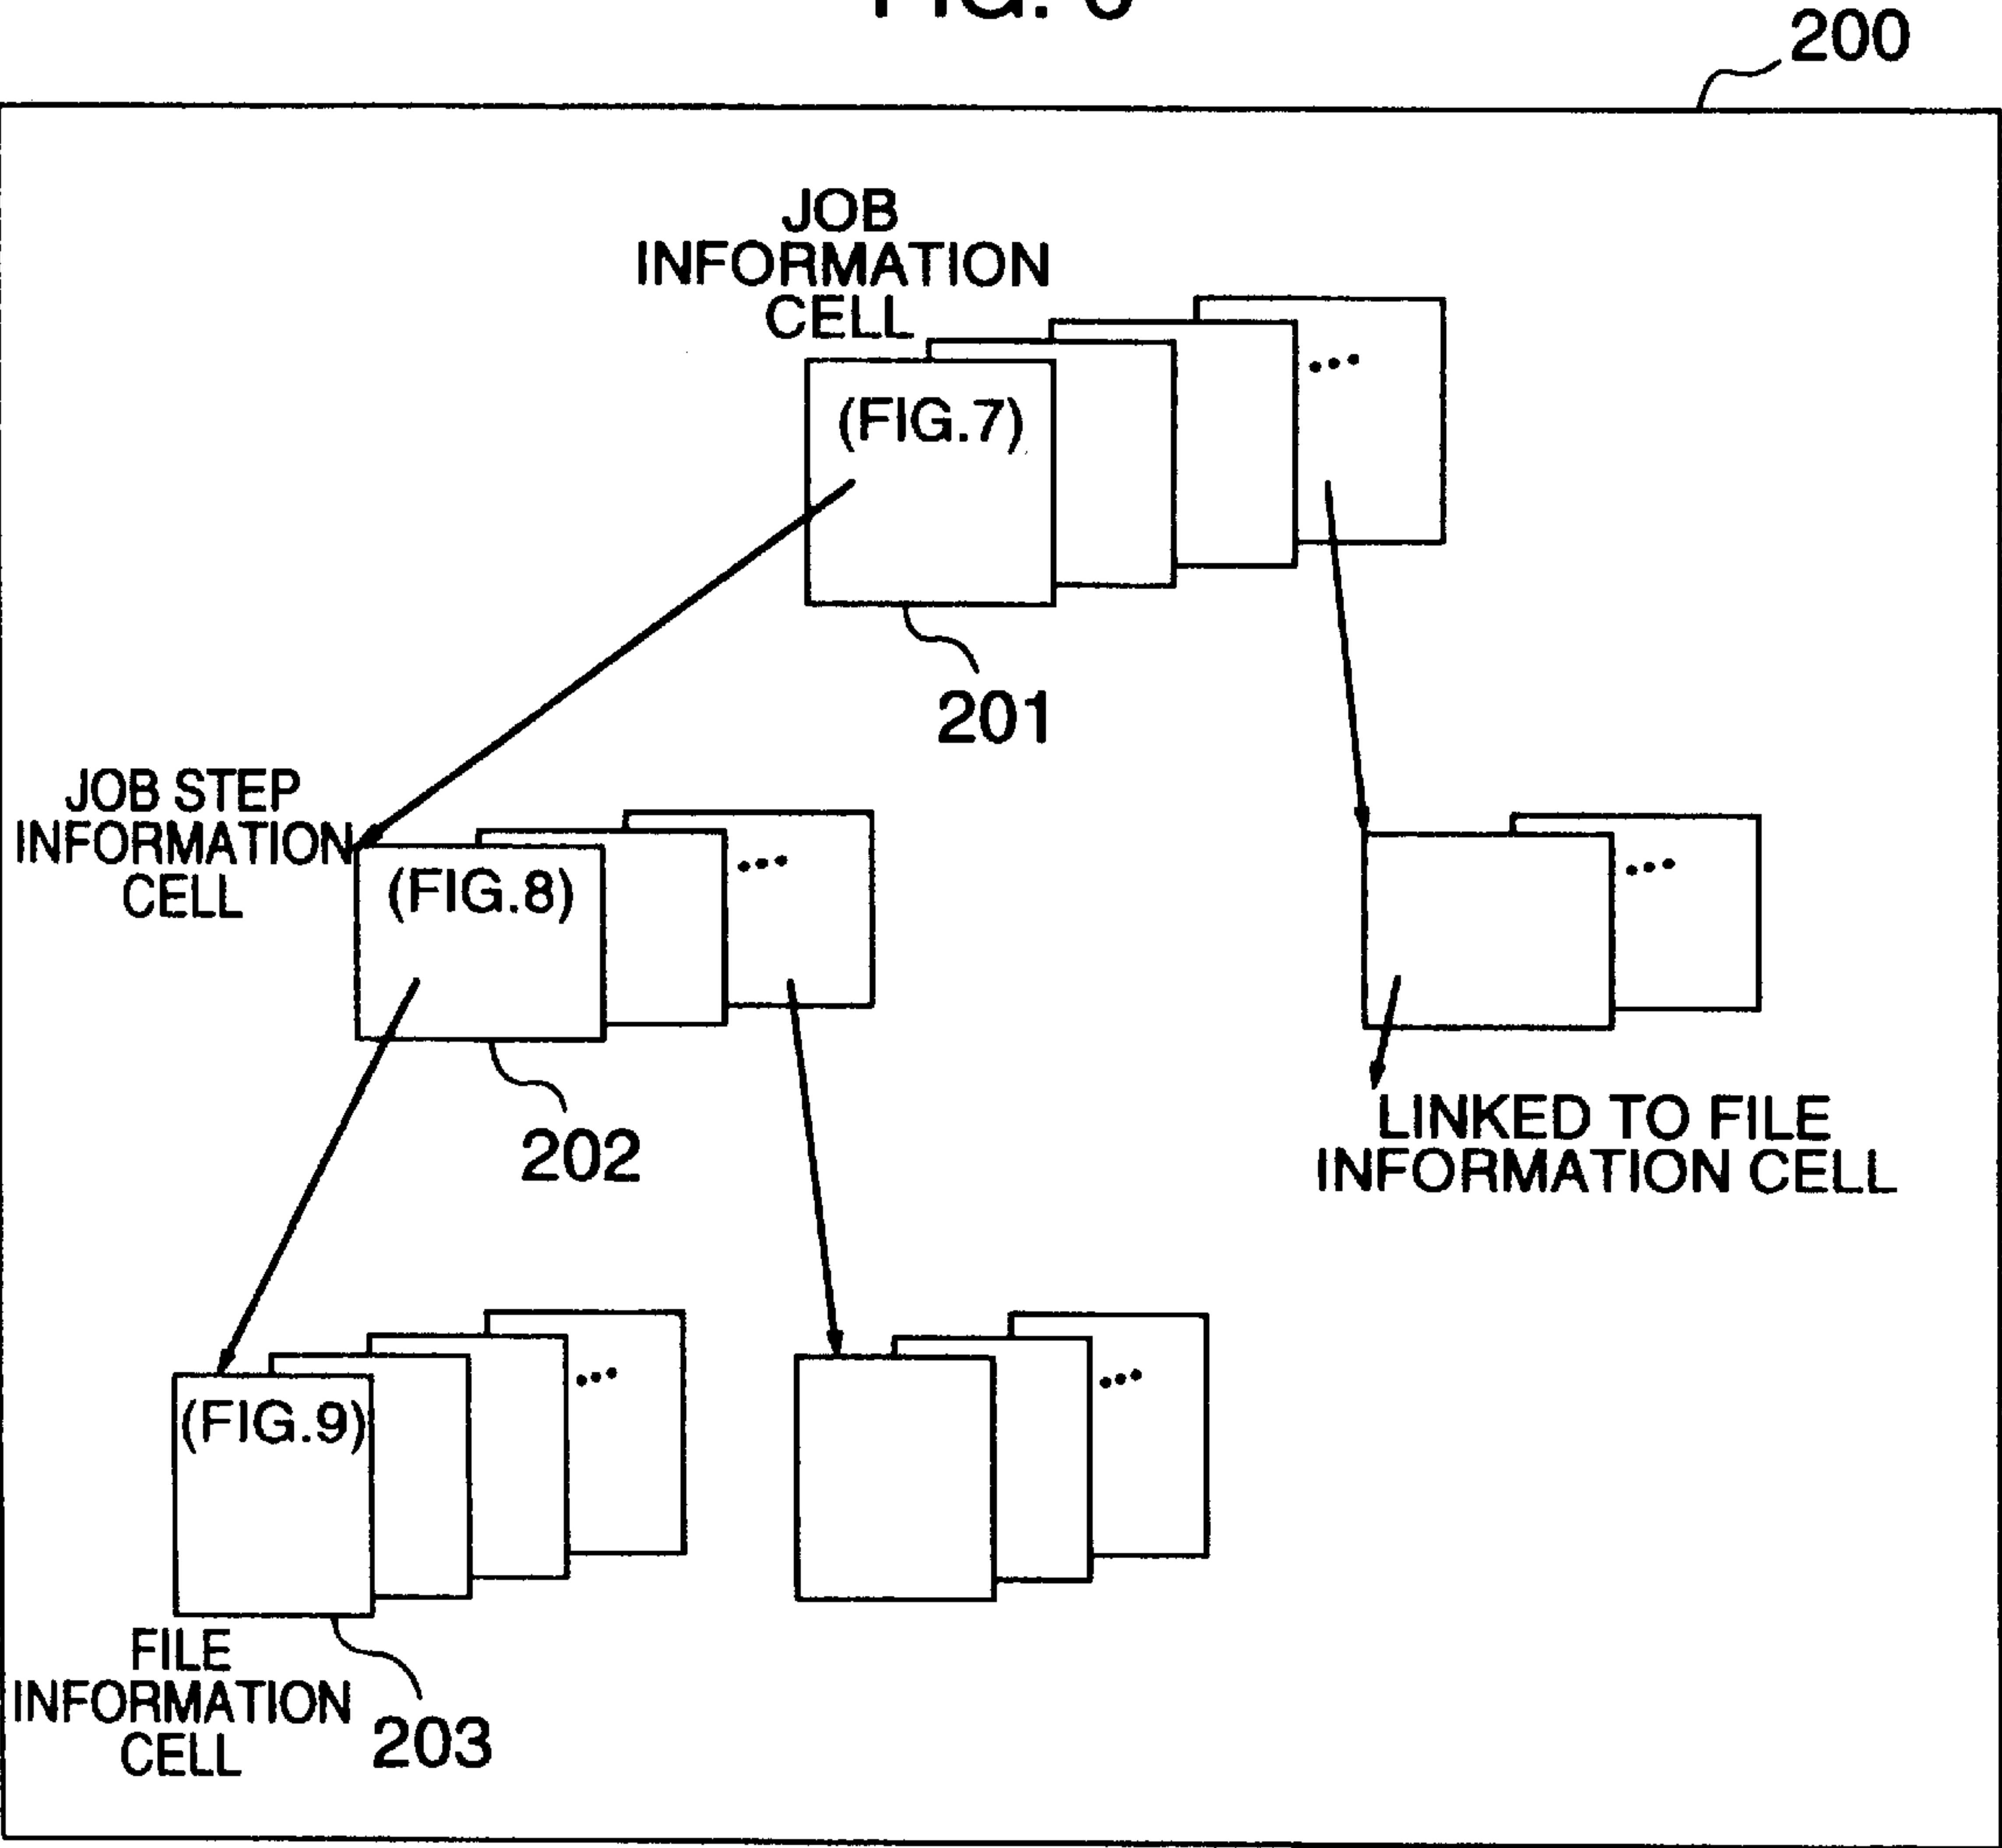 200
JOB
INFORMATION
CELL
(FIG.7)
201
JOB STEP
INFORMATION
CELL
(FIG.8)
202
LINKED TO FILE
INFORMATION CELL
(FIG.9)
FILE
INFORMATION
CELL
203